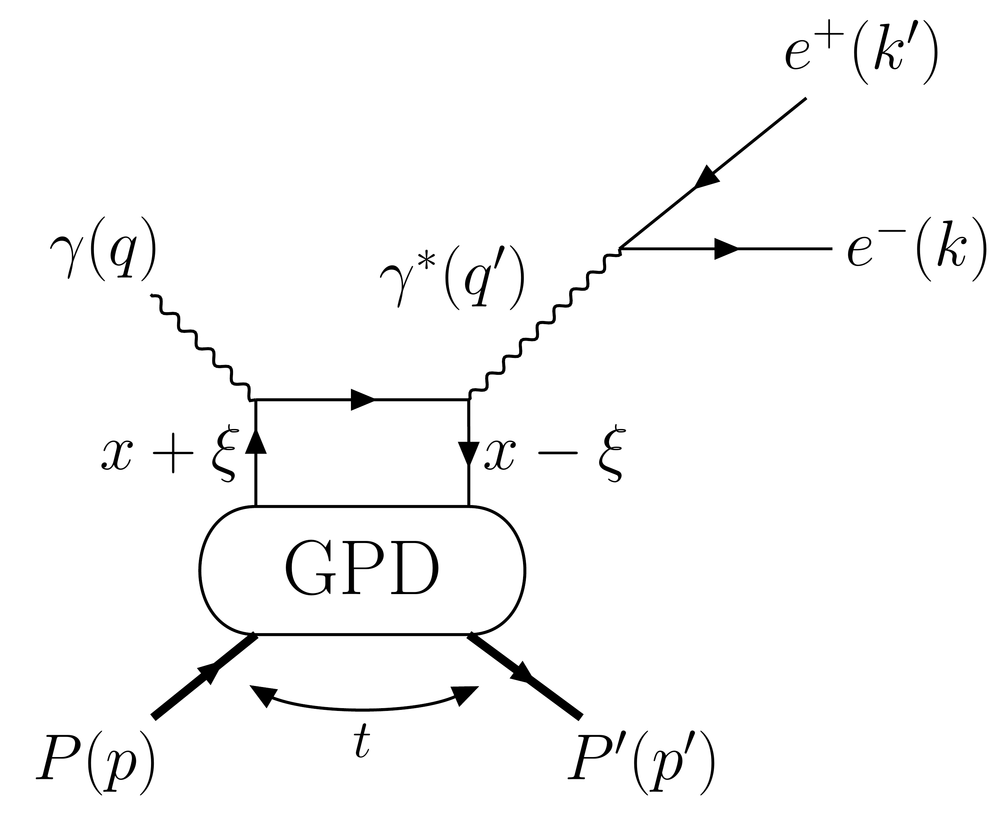 e⁺(k′)
γ(q)
γ*(q′)
e⁻(k)
x + ξ
x − ξ
GPD
t
P(p)
P′(p′)